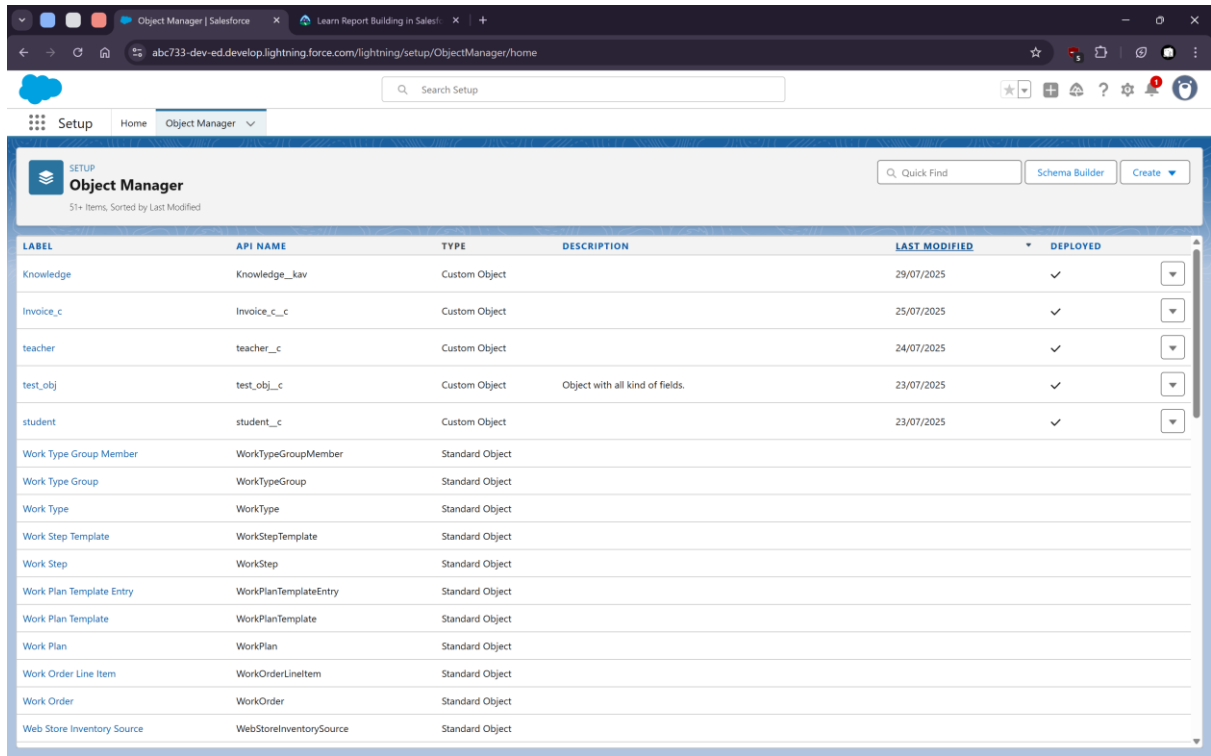 Object Manager | Salesforce
Learn Report Building in Salesfo
abc733-dev-ed.develop.lightning.force.com/lightning/setup/ObjectManager/home
5
Search Setup
1
Setup Home Object Manager
SETUP
Object Manager
51+ Items, Sorted by Last Modified
Quick Find
Schema Builder
Create
LABEL API NAME TYPE DESCRIPTION LAST MODIFIED DEPLOYED
Knowledge Knowledge__kav Custom Object 29/07/2025
Invoice_c Invoice_c__c Custom Object 25/07/2025
teacher teacher__c Custom Object 24/07/2025
test_obj test_obj__c Custom Object Object with all kind of fields. 23/07/2025
student student__c Custom Object 23/07/2025
Work Type Group Member WorkTypeGroupMember Standard Object
Work Type Group WorkTypeGroup Standard Object
Work Type WorkType Standard Object
Work Step Template WorkStepTemplate Standard Object
Work Step WorkStep Standard Object
Work Plan Template Entry WorkPlanTemplateEntry Standard Object
Work Plan Template WorkPlanTemplate Standard Object
Work Plan WorkPlan Standard Object
Work Order Line Item WorkOrderLineItem Standard Object
Work Order WorkOrder Standard Object
Web Store Inventory Source WebStoreInventorySource Standard Object